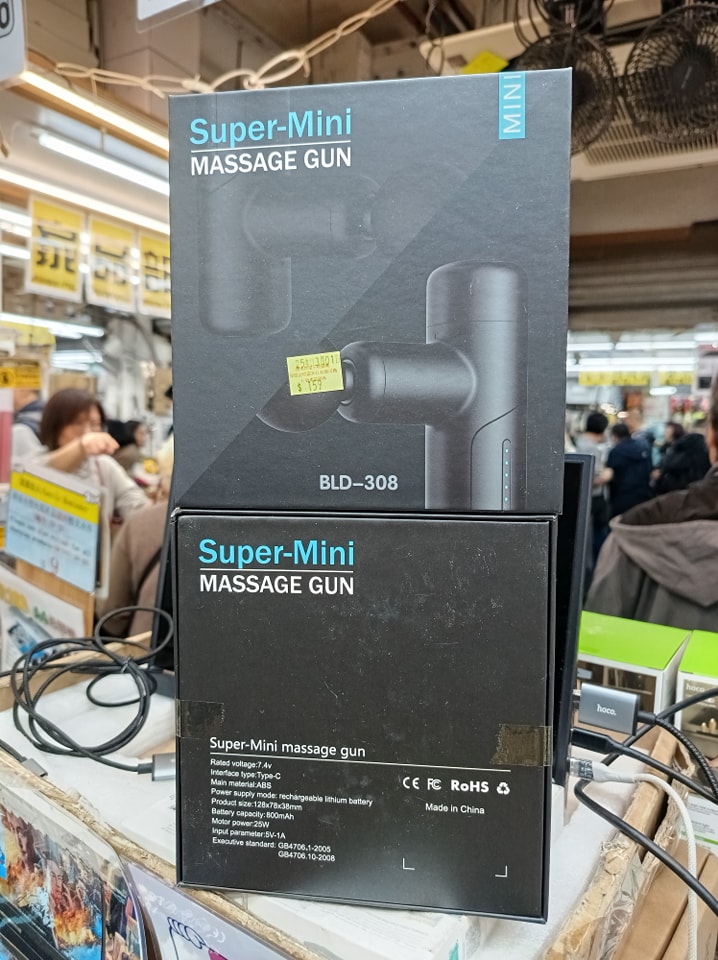 Super-Mini
MASSAGE GUN
MINI
$ 159
BLD-308
Super-Mini
MASSAGE GUN
Super-Mini massage gun
Rated voltage:7.4v
Interface type:Type-C
Main material:ABS
Power supply mode: rechargeable lithium battery
Product size:128x78x38mm
Battery capacity:800mAh
Motor power:25W
Input parameter:5V-1A
Executive standard: GB4706.1-2005
GB4706.10-2008
CE FC RoHS
Made in China
hoco.
hoco.